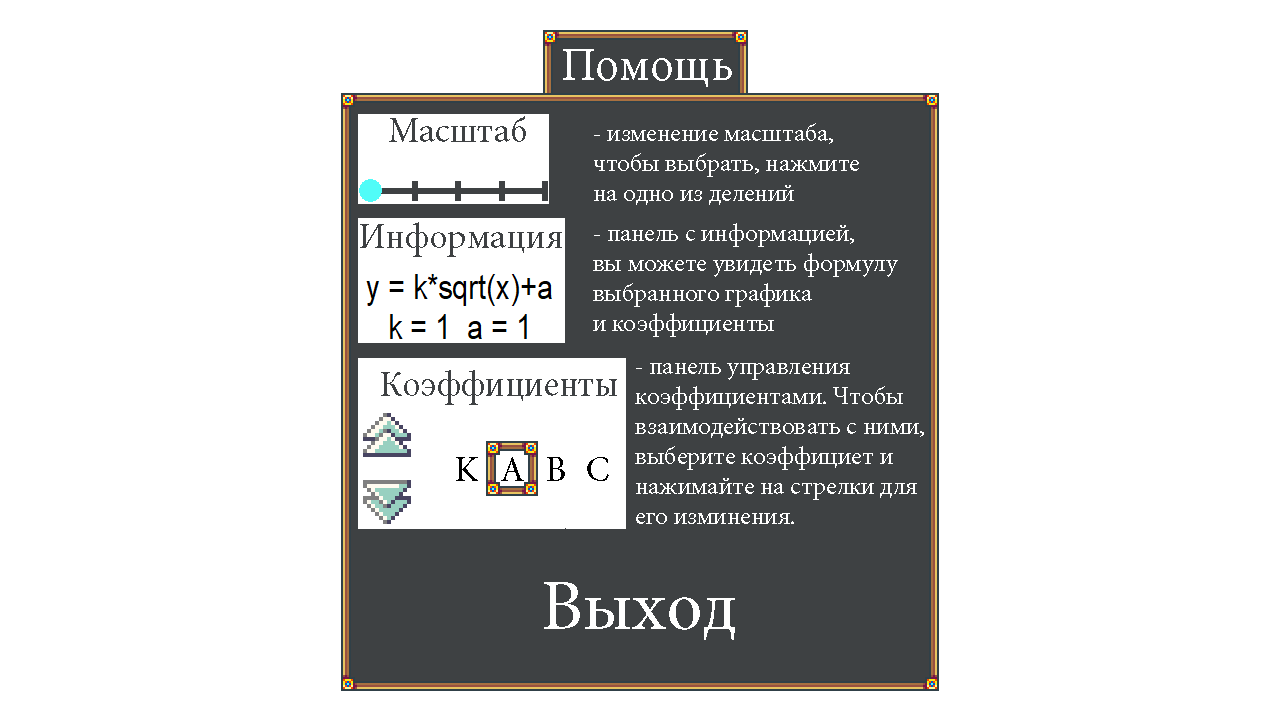 Помощь
Масштаб
- изменение масштаба,
чтобы выбрать, нажмите
на одно из делений
Информация
y = k*sqrt(x)+a
k = 1 a = 1
- панель с информацией,
вы можете увидеть формулу
выбранного графика
и коэффициенты
Коэффициенты
K A B C
- панель управления
коэффициентами. Чтобы
взаимодействовать с ними,
выберите коэффициет и
нажимайте на стрелки для
его изминения.
Выход